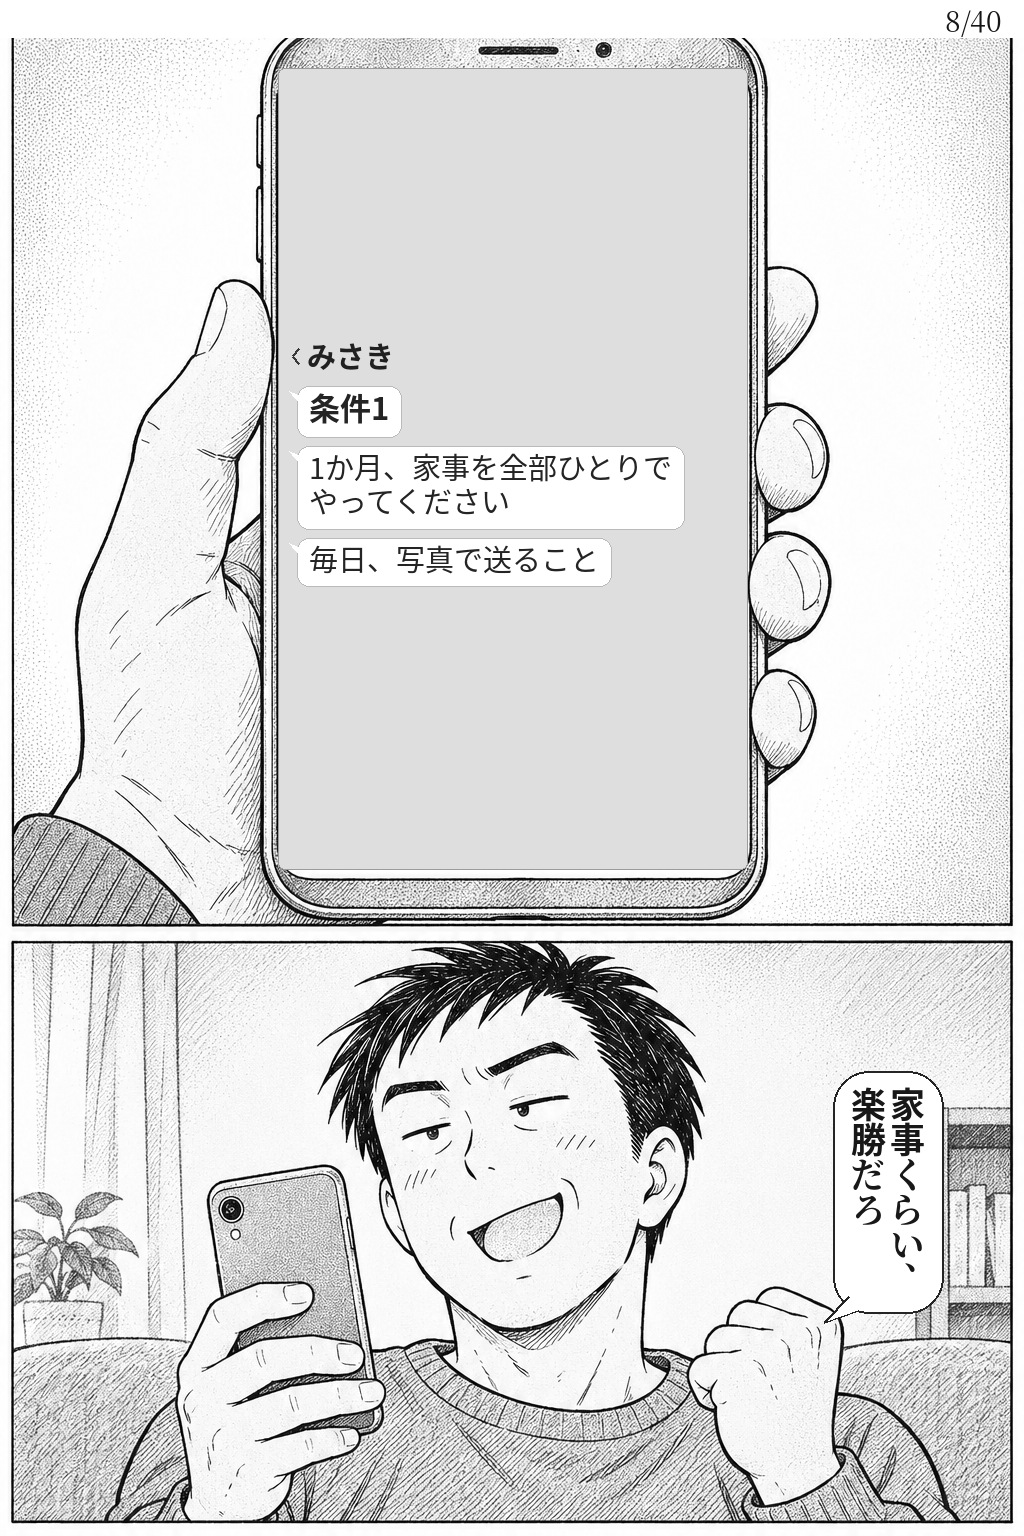 8/40
みさき
条件1
1か月、家事を全部ひとりで
やってください
毎日、写真で送ること
家事くらい、
楽勝だろ